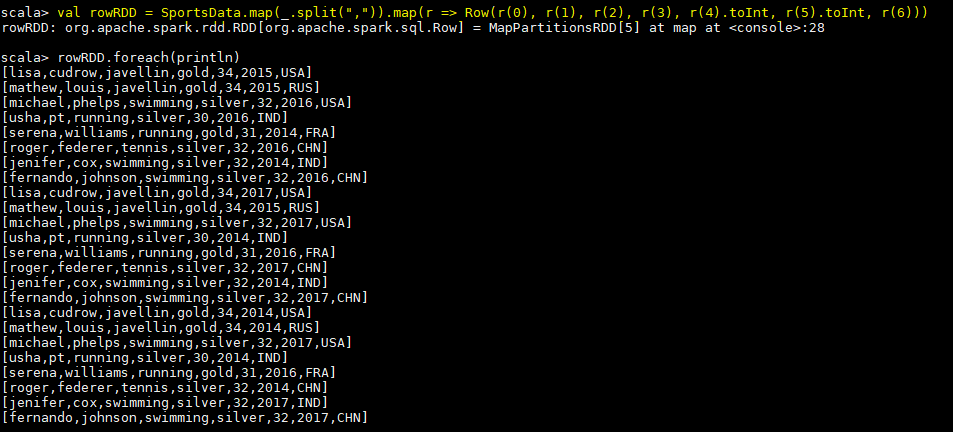 scala> val rowRDD = SportsData.map(_.split(",")).map(r => Row(r(0), r(1), r(2), r(3), r(4).toInt, r(5).toInt, r(6)))
rowRDD: org.apache.spark.rdd.RDD[org.apache.spark.sql.Row] = MapPartitionsRDD[5] at map at <console>:28
scala> rowRDD.foreach(println)
[lisa,cudrow,javellin,gold,34,2015,USA]
[mathew,louis,javellin,gold,34,2015,RUS]
[michael,phelps,swimming,silver,32,2016,USA]
[usha,pt,running,silver,30,2016,IND]
[serena,williams,running,gold,31,2014,FRA]
[roger,federer,tennis,silver,32,2016,CHN]
[jenifer,cox,swimming,silver,32,2014,IND]
[fernando,johnson,swimming,silver,32,2016,CHN]
[lisa,cudrow,javellin,gold,34,2017,USA]
[mathew,louis,javellin,gold,34,2015,RUS]
[michael,phelps,swimming,silver,32,2017,USA]
[usha,pt,running,silver,30,2014,IND]
[serena,williams,running,gold,31,2016,FRA]
[roger,federer,tennis,silver,32,2017,CHN]
[jenifer,cox,swimming,silver,32,2014,IND]
[fernando,johnson,swimming,silver,32,2017,CHN]
[lisa,cudrow,javellin,gold,34,2014,USA]
[mathew,louis,javellin,gold,34,2014,RUS]
[michael,phelps,swimming,silver,32,2017,USA]
[usha,pt,running,silver,30,2014,IND]
[serena,williams,running,gold,31,2016,FRA]
[roger,federer,tennis,silver,32,2014,CHN]
[jenifer,cox,swimming,silver,32,2017,IND]
[fernando,johnson,swimming,silver,32,2017,CHN]